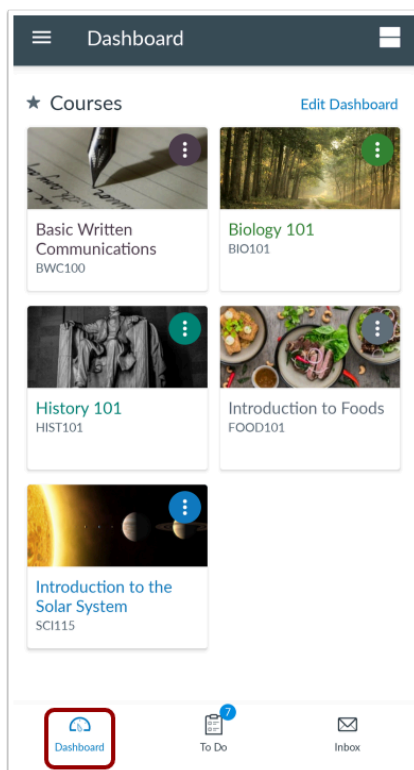 Dashboard
Courses
Edit Dashboard
Basic Written
Communications
BWC100
Biology 101
BIO101
History 101
HIST101
Introduction to Foods
FOOD101
Introduction to the
Solar System
SCI115
7
Dashboard
To Do
Inbox